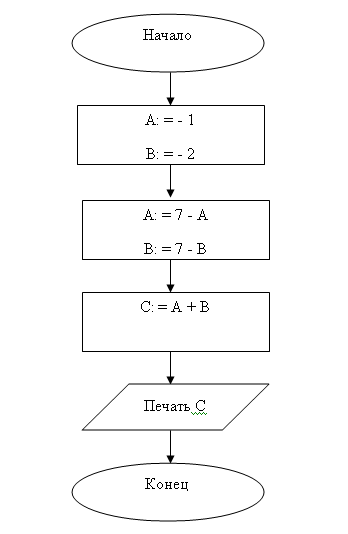 Начало
A: = - 1
B: = - 2
A: = 7 - A
B: = 7 - B
C: = A + B
Печать C
Конец